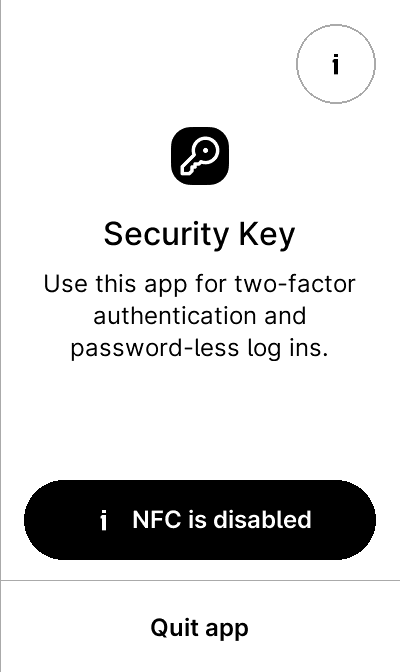 i
Security Key
Use this app for two-factor
authentication and
password-less log ins.
i NFC is disabled
Quit app